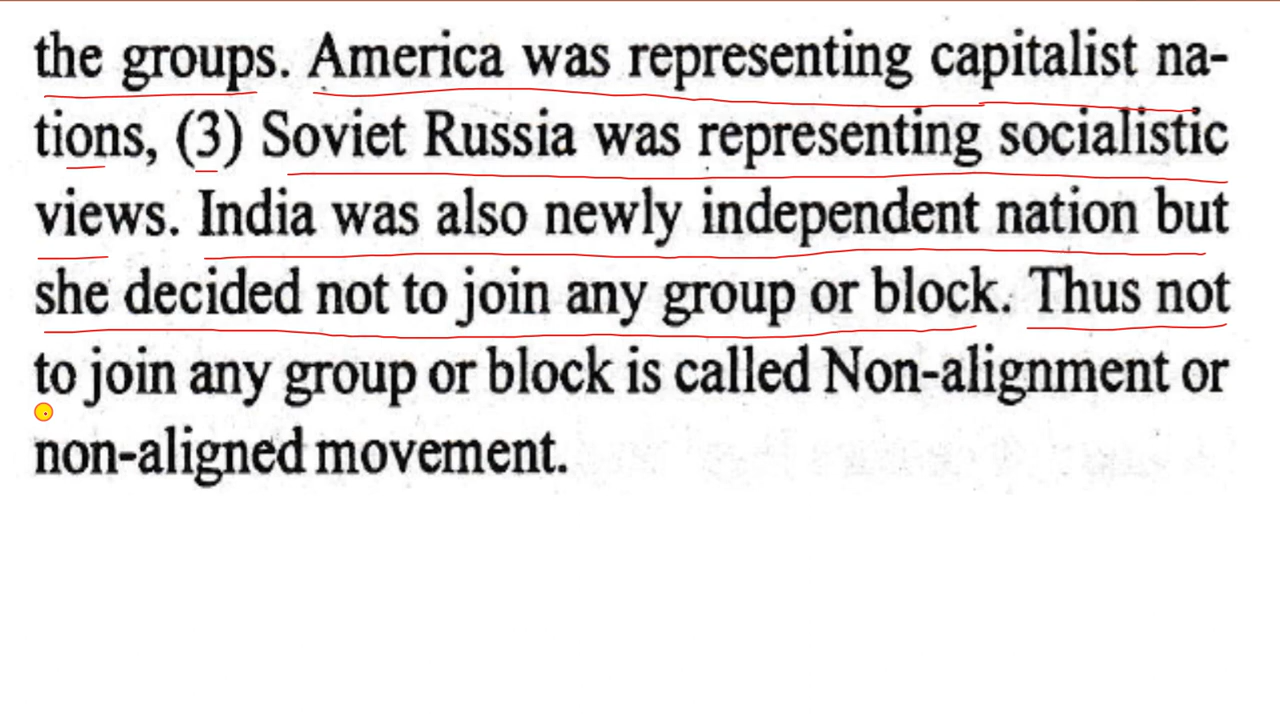 the groups. America was representing capitalist na-
tions, (3) Soviet Russia was representing socialistic
views. India was also newly independent nation but
she decided not to join any group or block. Thus not
to join any group or block is called Non-alignment or
non-aligned movement.